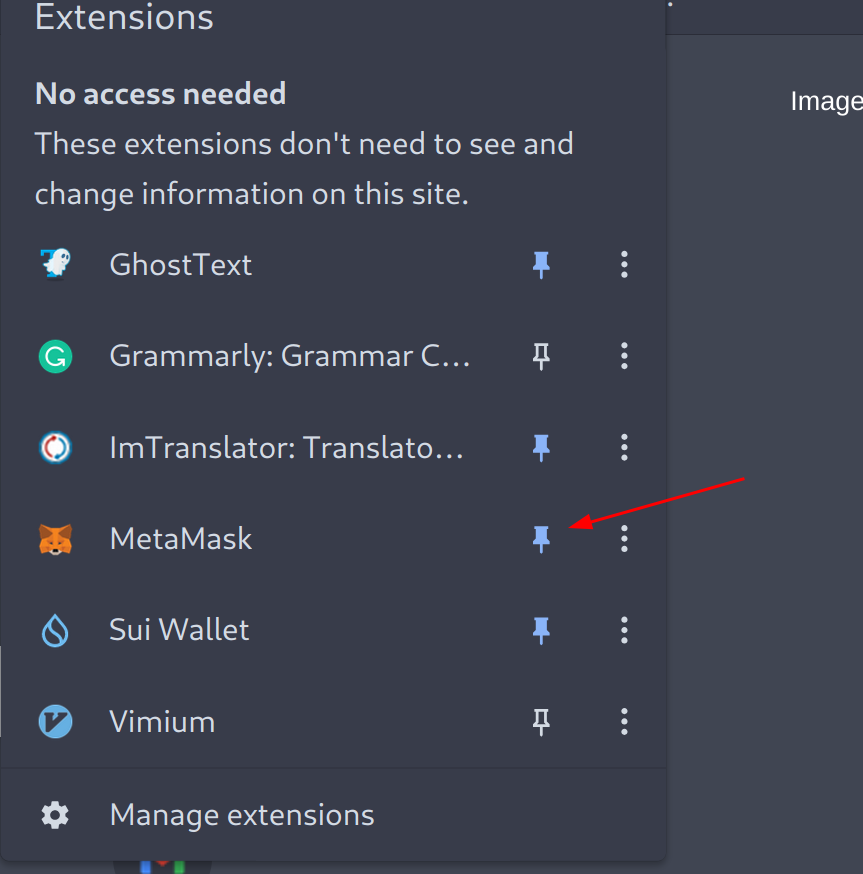 Extensions
No access needed
These extensions don't need to see and
change information on this site.
Image
GhostText
Grammarly: Grammar C...
ImTranslator: Translato...
MetaMask
Sui Wallet
Vimium
Manage extensions